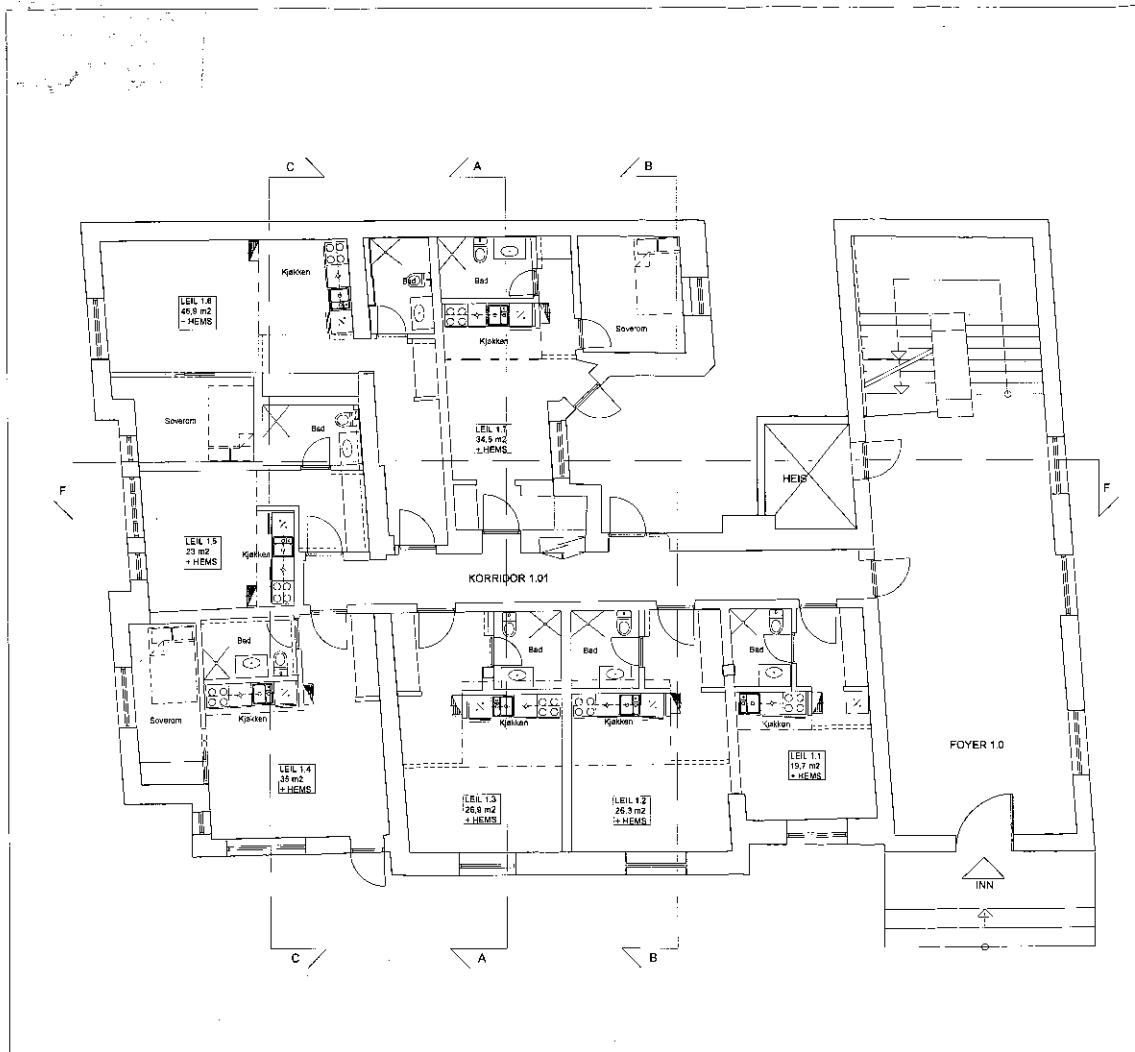 C
A
B
Kjøkken
Bad
Bad
LEIL 1.6
46,9 m2
+ HEMS
Soverom
Kjøkken
Soverom
Bad
LEIL 1.7
34,5 m2
+ HEMS
F
HEIS
F
LEIL 1.5
23 m2
+ HEMS
Kjøkken
KORRIDOR 1.01
Bad
Bad
Bad
Bad
Soverom
Kjøkken
Kjøkken
Kjøkken
Kjøkken
FOYER 1.0
LEIL 1.4
35 m2
+ HEMS
LEIL 1.3
26,9 m2
+ HEMS
LEIL 1.2
26,3 m2
+ HEMS
LEIL 1.1
19,7 m2
+ HEMS
INN
C
A
B